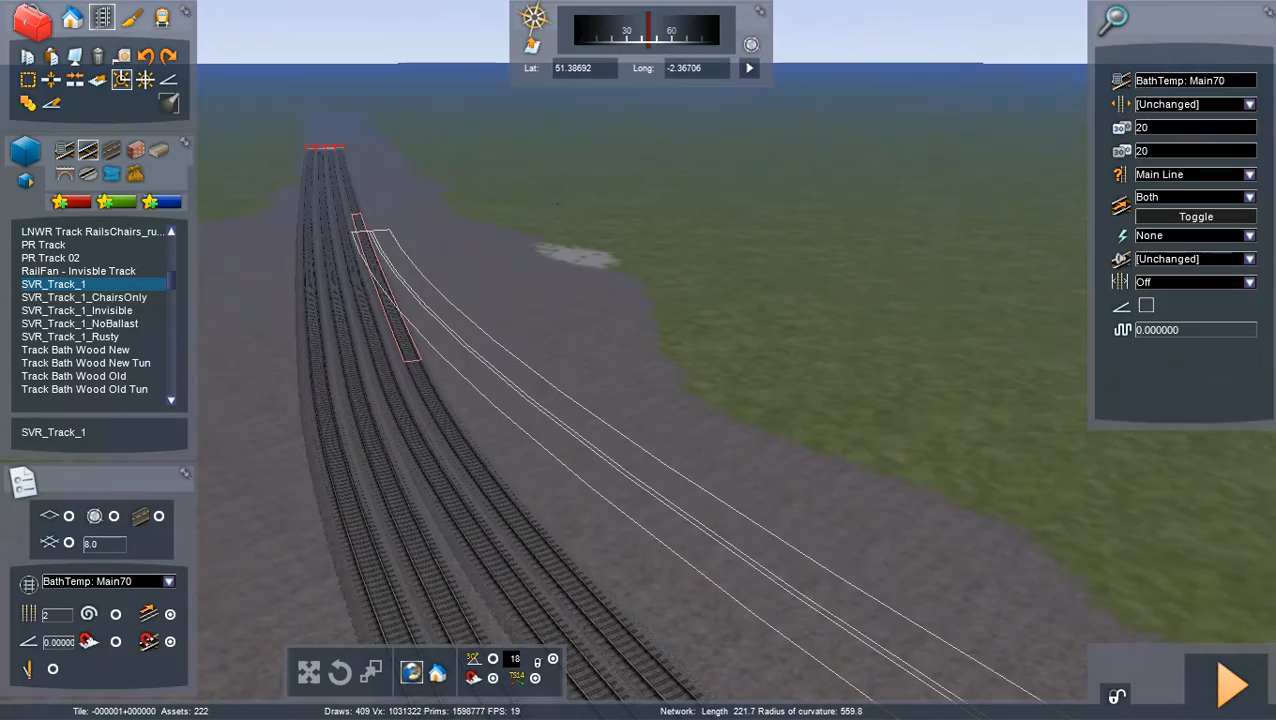 30 60
Lat: 51.38692 Long: -2.36706
LNWR Track RailsChairs_ru...
PR Track
PR Track 02
RailFan - Invisble Track
SVR_Track_1
SVR_Track_1_ChairsOnly
SVR_Track_1_Invisible
SVR_Track_1_NoBallast
SVR_Track_1_Rusty
Track Bath Wood New
Track Bath Wood New Tun
Track Bath Wood Old
Track Bath Wood Old Tun
SVR_Track_1
8.0
BathTemp: Main70
2
0.00000
BathTemp: Main70
[Unchanged]
30 20
30 20
Main Line
Both
Toggle
None
[Unchanged]
Off
0.000000
30° 18
TS14
Tile: -000001+000000 Assets: 222 Draws: 409 Vx: 1031322 Prims: 1598777 FPS: 19 Network: Length 221.7 Radius of curvature: 559.8